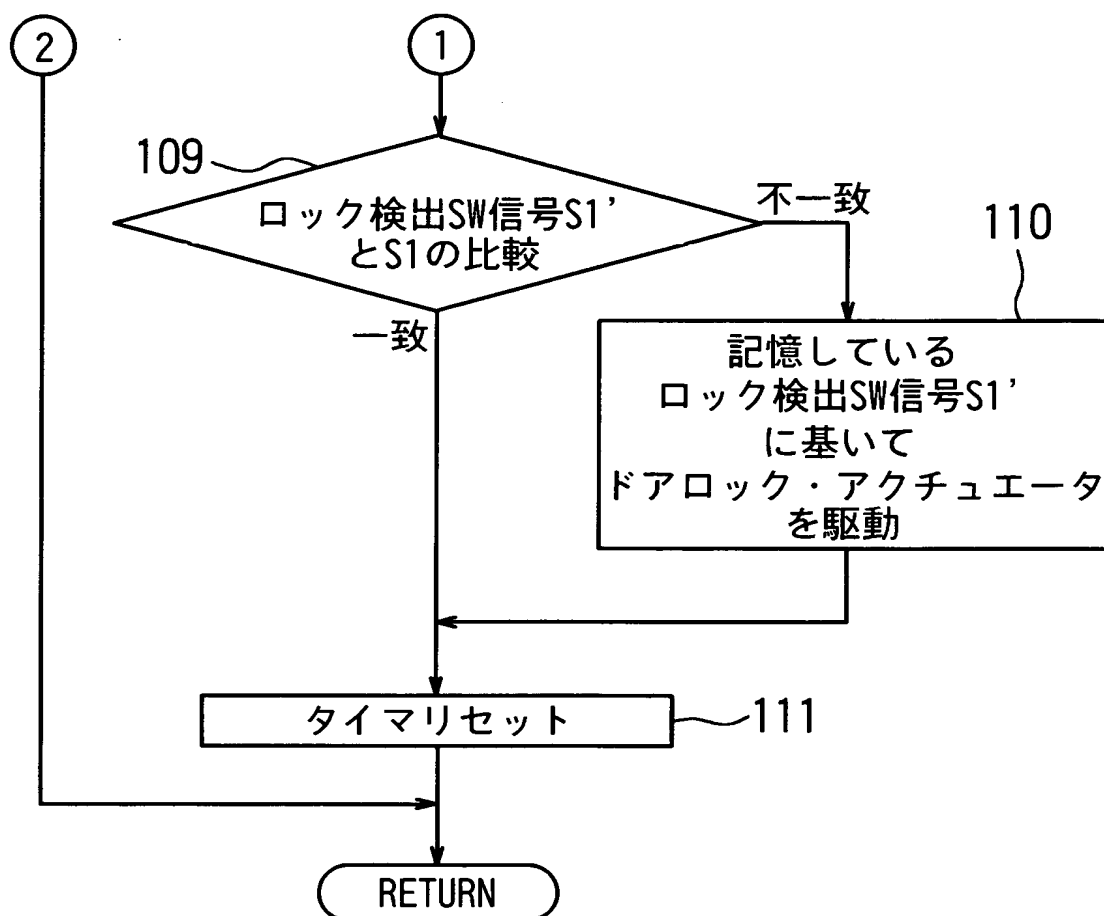 2
1
109
ロック検出SW信号S1'
とS1の比較
不一致
一致
110
記憶している
ロック検出SW信号S1'
に基いて
ドアロック・アクチュエータ
を駆動
タイマリセット
111
RETURN